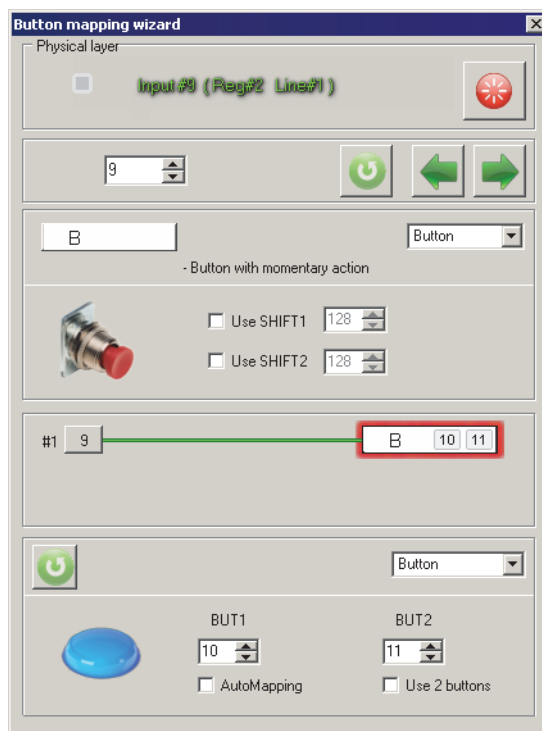 Button mapping wizard
Physical layer
Input#9 (Reg#2 Line#1)
9
B
Button
- Button with momentary action
Use SHIFT1 128
Use SHIFT2 128
#1 9 B 10 11
Button
BUT1 BUT2
10 11
AutoMapping Use 2 buttons